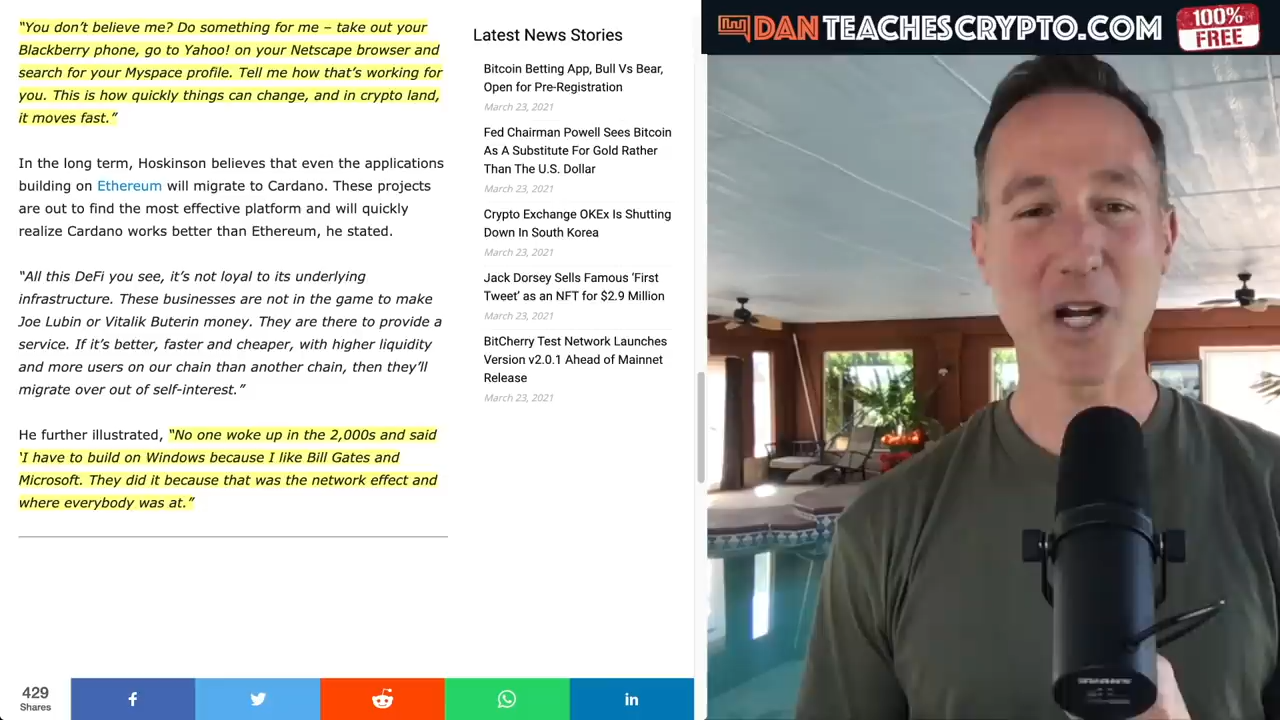 “You don’t believe me? Do something for me – take out your
Blackberry phone, go to Yahoo! on your Netscape browser and
search for your Myspace profile. Tell me how that’s working for
you. This is how quickly things can change, and in crypto land,
it moves fast.”
In the long term, Hoskinson believes that even the applications
building on Ethereum will migrate to Cardano. These projects
are out to find the most effective platform and will quickly
realize Cardano works better than Ethereum, he stated.
“All this DeFi you see, it’s not loyal to its underlying
infrastructure. These businesses are not in the game to make
Joe Lubin or Vitalik Buterin money. They are there to provide a
service. If it’s better, faster and cheaper, with higher liquidity
and more users on our chain than another chain, then they’ll
migrate over out of self-interest.”
He further illustrated, “No one woke up in the 2,000s and said
‘I have to build on Windows because I like Bill Gates and
Microsoft. They did it because that was the network effect and
where everybody was at.”
429
Shares
Latest News Stories
Bitcoin Betting App, Bull Vs Bear,
Open for Pre-Registration
March 23, 2021
Fed Chairman Powell Sees Bitcoin
As A Substitute For Gold Rather
Than The U.S. Dollar
March 23, 2021
Crypto Exchange OKEx Is Shutting
Down In South Korea
March 23, 2021
Jack Dorsey Sells Famous ‘First
Tweet’ as an NFT for $2.9 Million
March 23, 2021
BitCherry Test Network Launches
Version v2.0.1 Ahead of Mainnet
Release
March 23, 2021
DANTEACHESCRYPTO.COM
100%
FREE